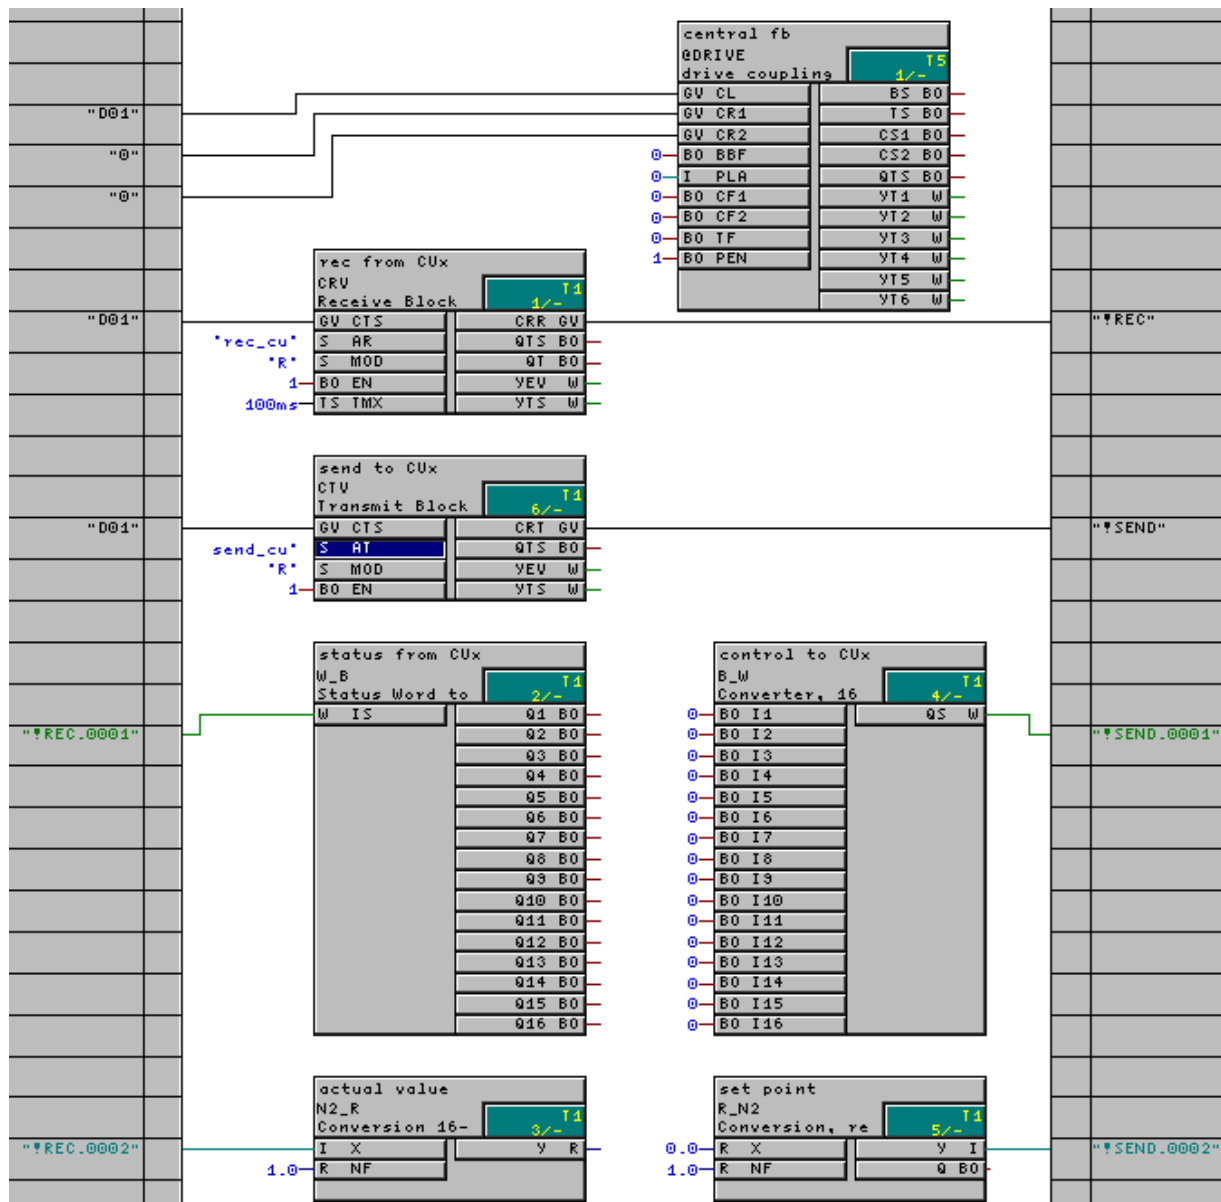 central fb
@DRIVE
T5
drive coupling 1/-
GV CL BS BO
"D01" GV CR1 TS BO
GV CR2 CS1 BO
"0" 0 BO BBF CS2 BO
0 I PLA QTS BO
"0" 0 BO CF1 YT1 W
0 BO CF2 YT2 W
0 BO TF YT3 W
1 BO PEN YT4 W
YT5 W
YT6 W
rec from CUx
CRV
T1
Receive Block 1/-
"D01" GV CTS CRR GV "!REC"
"rec_cu" S AR QTS BO
"R" S MOD QT BO
1 BO EN YEV W
100ms TS TMX YTS W
send to CUx
CTV
T1
Transmit Block 6/-
"D01" GV CTS CRT GV "!SEND"
send_cu" S AT QTS BO
"R" S MOD YEV W
1 BO EN YTS W
status from CUx
W_B
T1
Status Word to 2/-
W IS Q1 BO
"!REC.0001" Q2 BO
Q3 BO
Q4 BO
Q5 BO
Q6 BO
Q7 BO
Q8 BO
Q9 BO
Q10 BO
Q11 BO
Q12 BO
Q13 BO
Q14 BO
Q15 BO
Q16 BO
control to CUx
B_W
T1
Converter, 16 4/-
0 BO I1 QS W
0 BO I2 "!SEND.0001"
0 BO I3
0 BO I4
0 BO I5
0 BO I6
0 BO I7
0 BO I8
0 BO I9
0 BO I10
0 BO I11
0 BO I12
0 BO I13
0 BO I14
0 BO I15
0 BO I16
actual value
N2_R
T1
Conversion 16- 3/-
"!REC.0002" I X Y R
1.0 R NF
set point
R_N2
T1
Conversion, re 5/-
0.0 R X Y I "!SEND.0002"
1.0 R NF Q BO